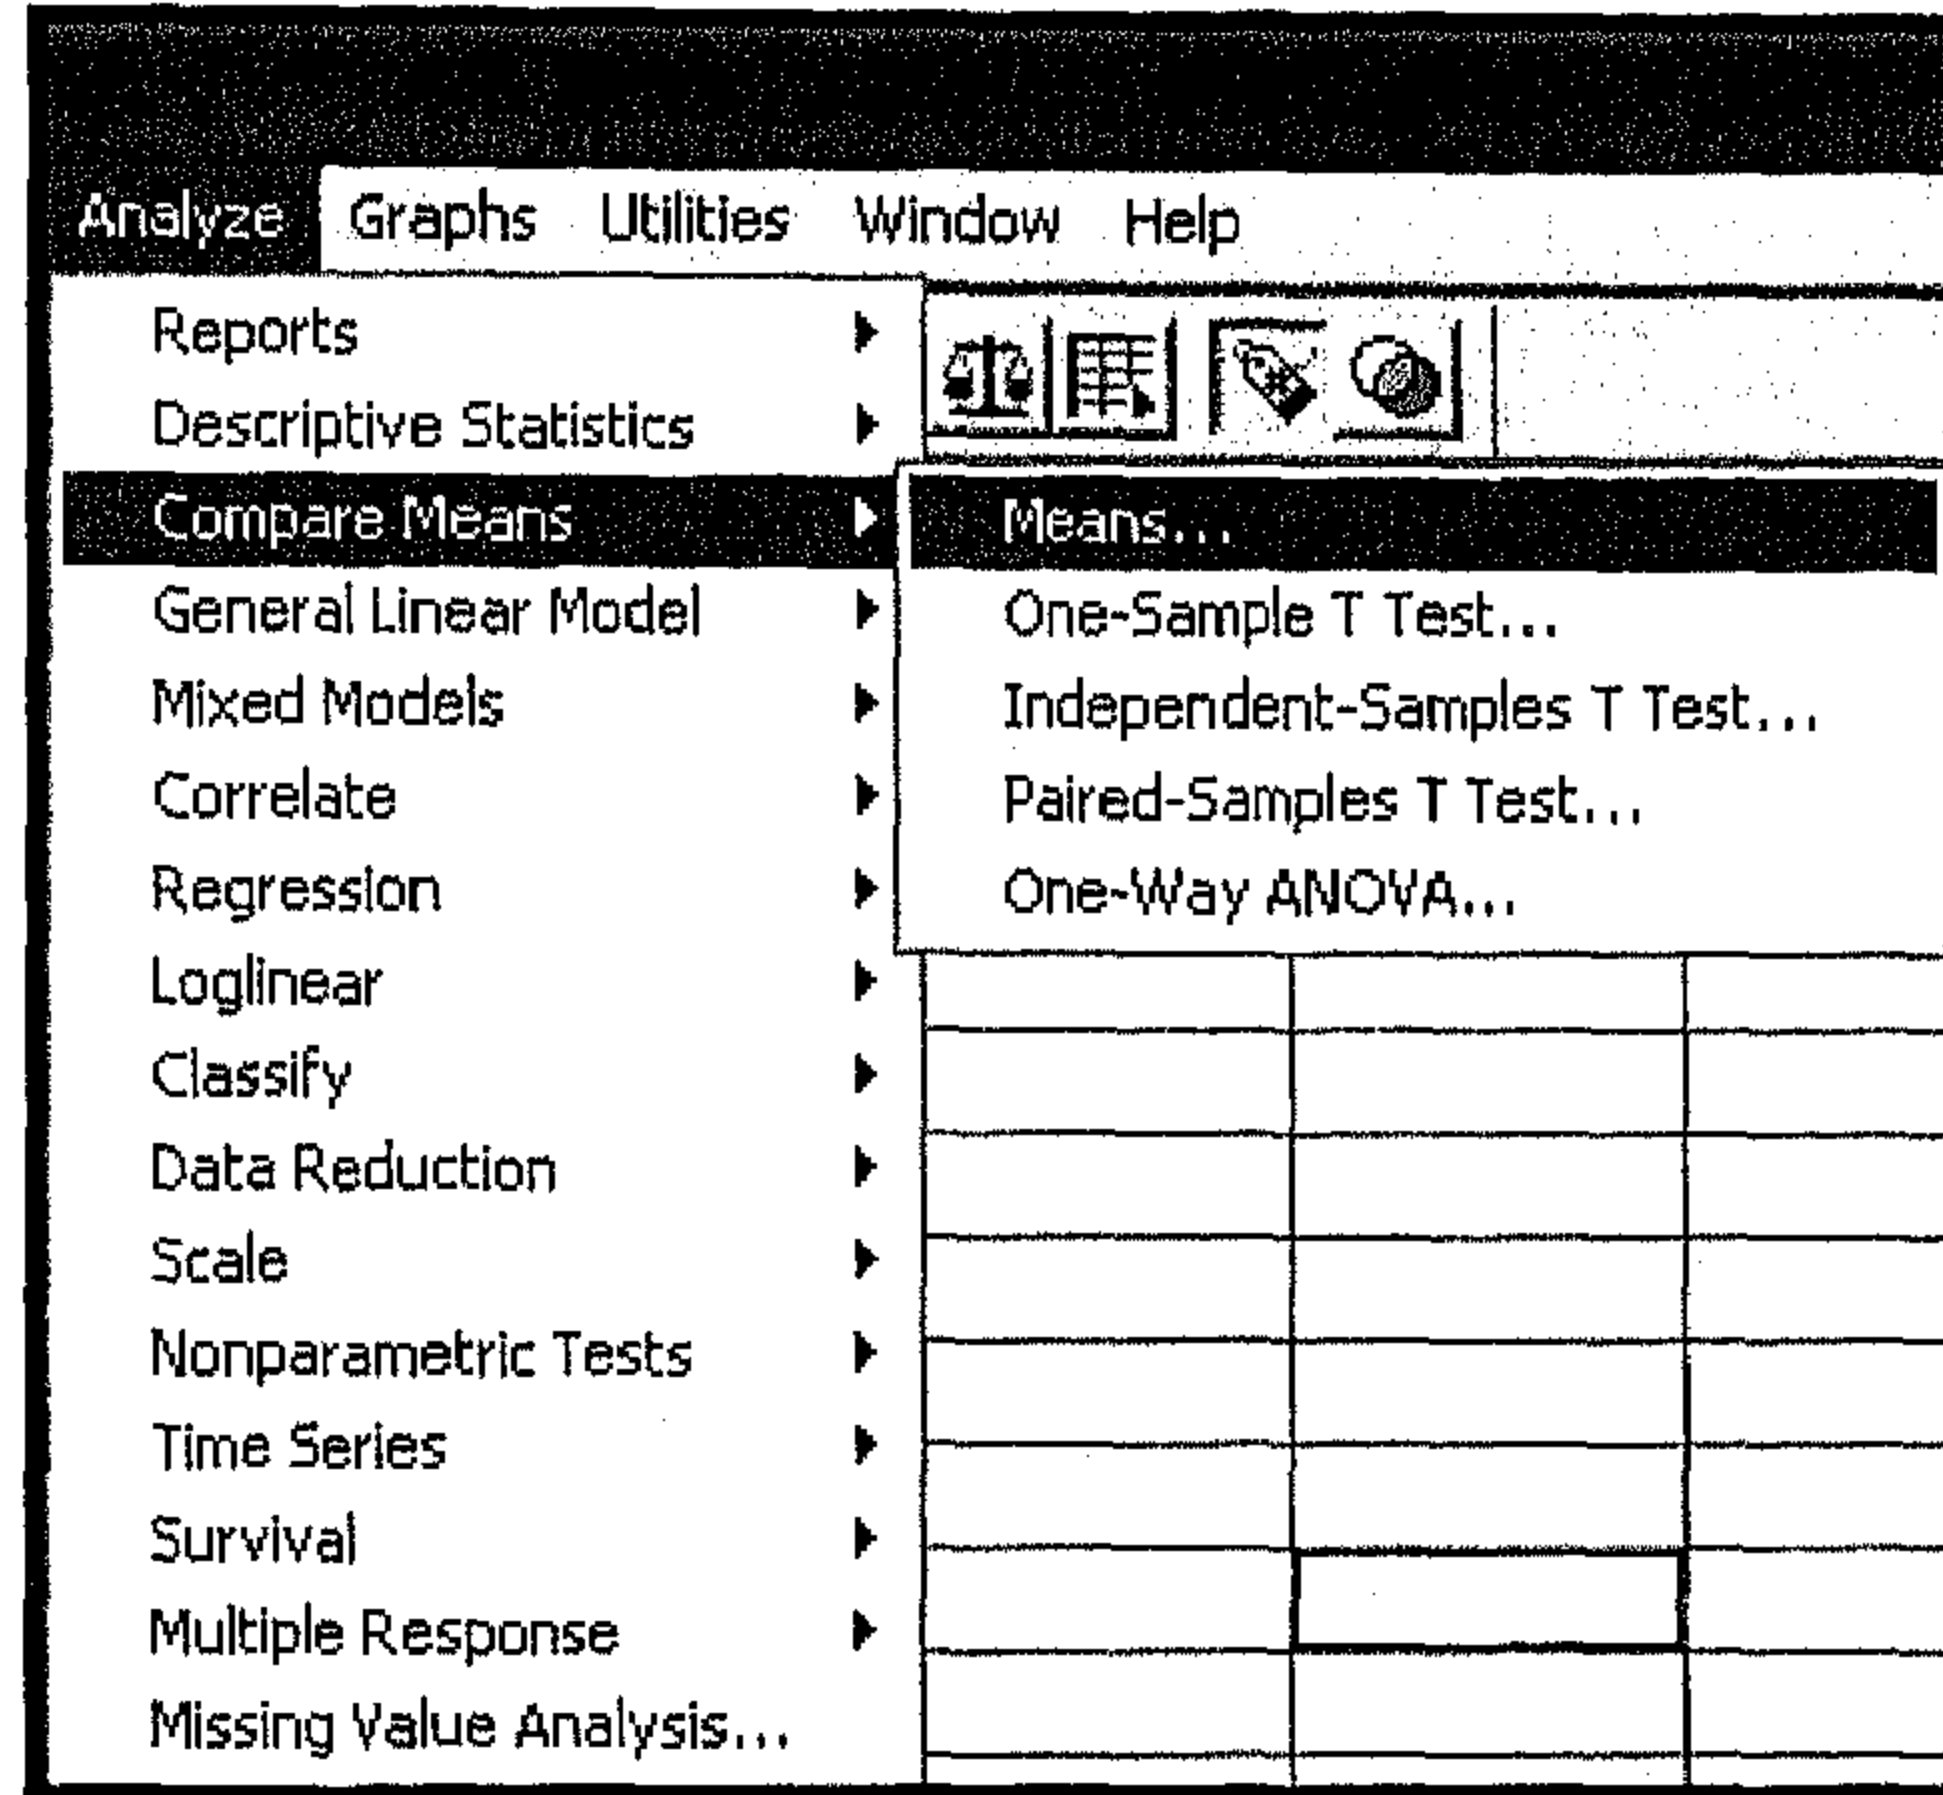 Analyze Graphs Utilities Window Help
Reports
Descriptive Statistics
Compare Means
General Linear Model
Mixed Models
Correlate
Regression
Loglinear
Classify
Data Reduction
Scale
Nonparametric Tests
Time Series
Survival
Multiple Response
Missing Value Analysis...
Means...
One-Sample T Test...
Independent-Samples T Test...
Paired-Samples T Test...
One-Way ANOVA...